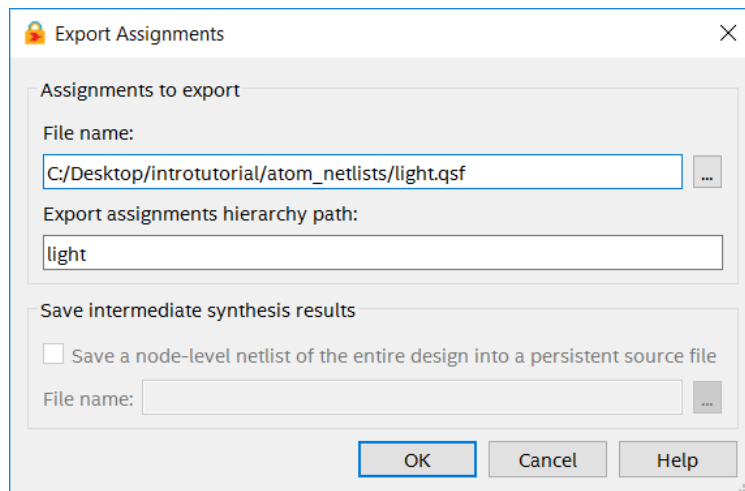 Export Assignments
Assignments to export
File name:
C:/Desktop/introtutorial/atom_netlists/light.qsf
...
Export assignments hierarchy path:
light
Save intermediate synthesis results
Save a node-level netlist of the entire design into a persistent source file
File name:
...
OK Cancel Help